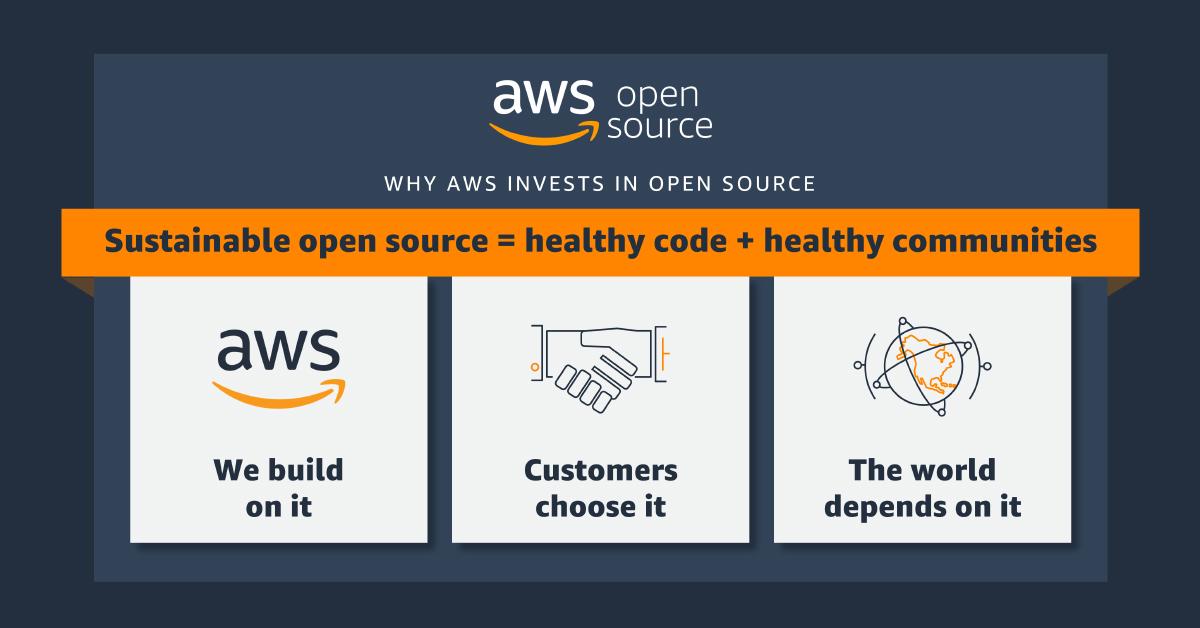 aws open
source
WHY AWS INVESTS IN OPEN SOURCE
Sustainable open source = healthy code + healthy communities
aws
We build
on it
Customers
choose it
The world
depends on it